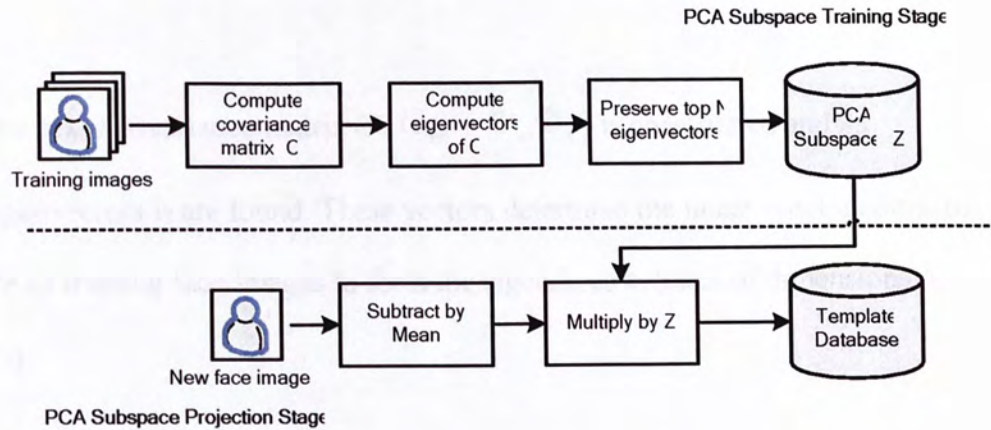 PCA Subspace Training Stage
Compute
covariance
matrix C
Compute
eigenvectors
of C
Preserve top N
eigenvectors
PCA
Subspace Z
Training images
Subtract by
Mean
Multiply by Z
Template
Database
New face image
PCA Subspace Projection Stage